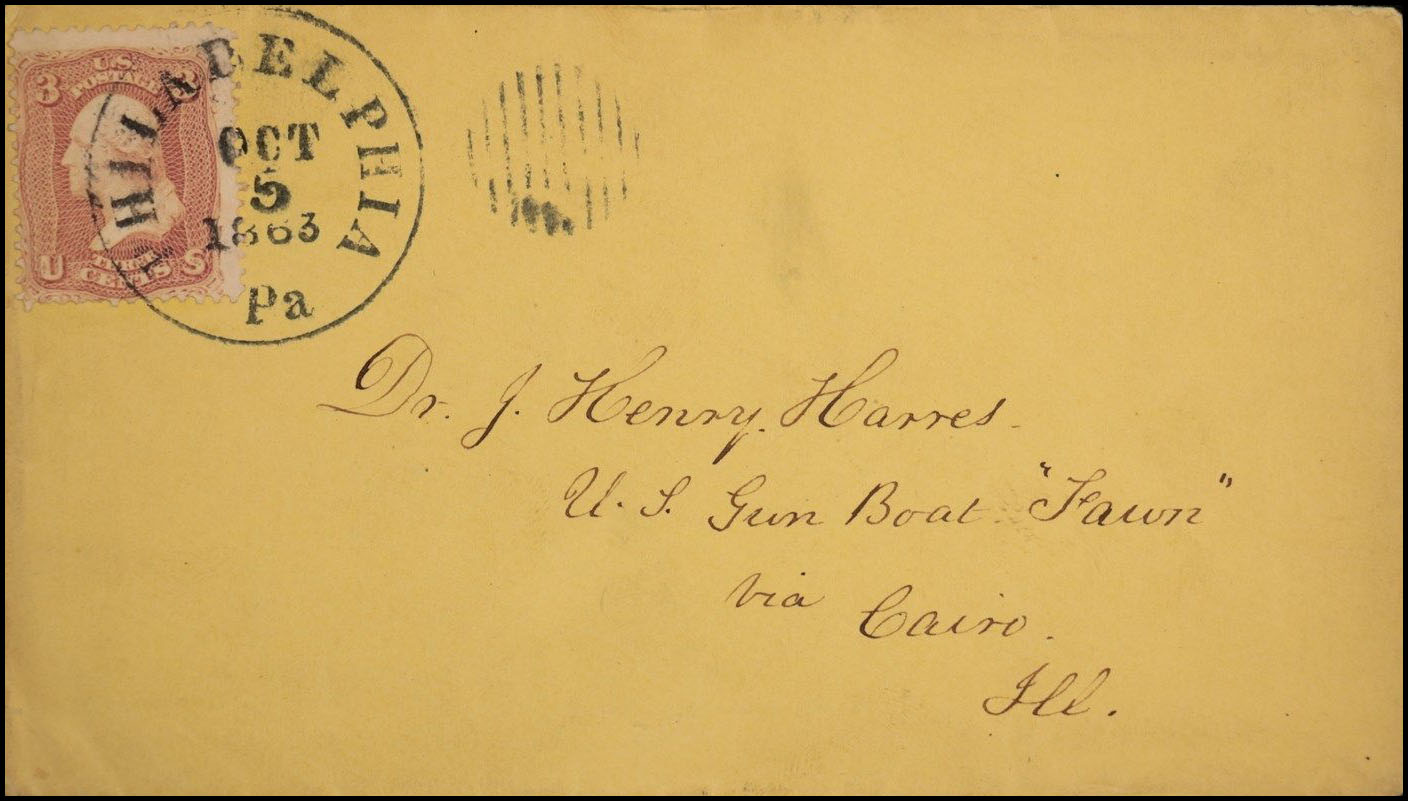 U.S.
POSTAGE
3
PHILADELPHIA
OCT
5
1863
Pa
U THREE S
CENTS
Dr. J. Henry. Harres.
U. S. Gun Boat. "Fawn"
via Cairo.
Ill.